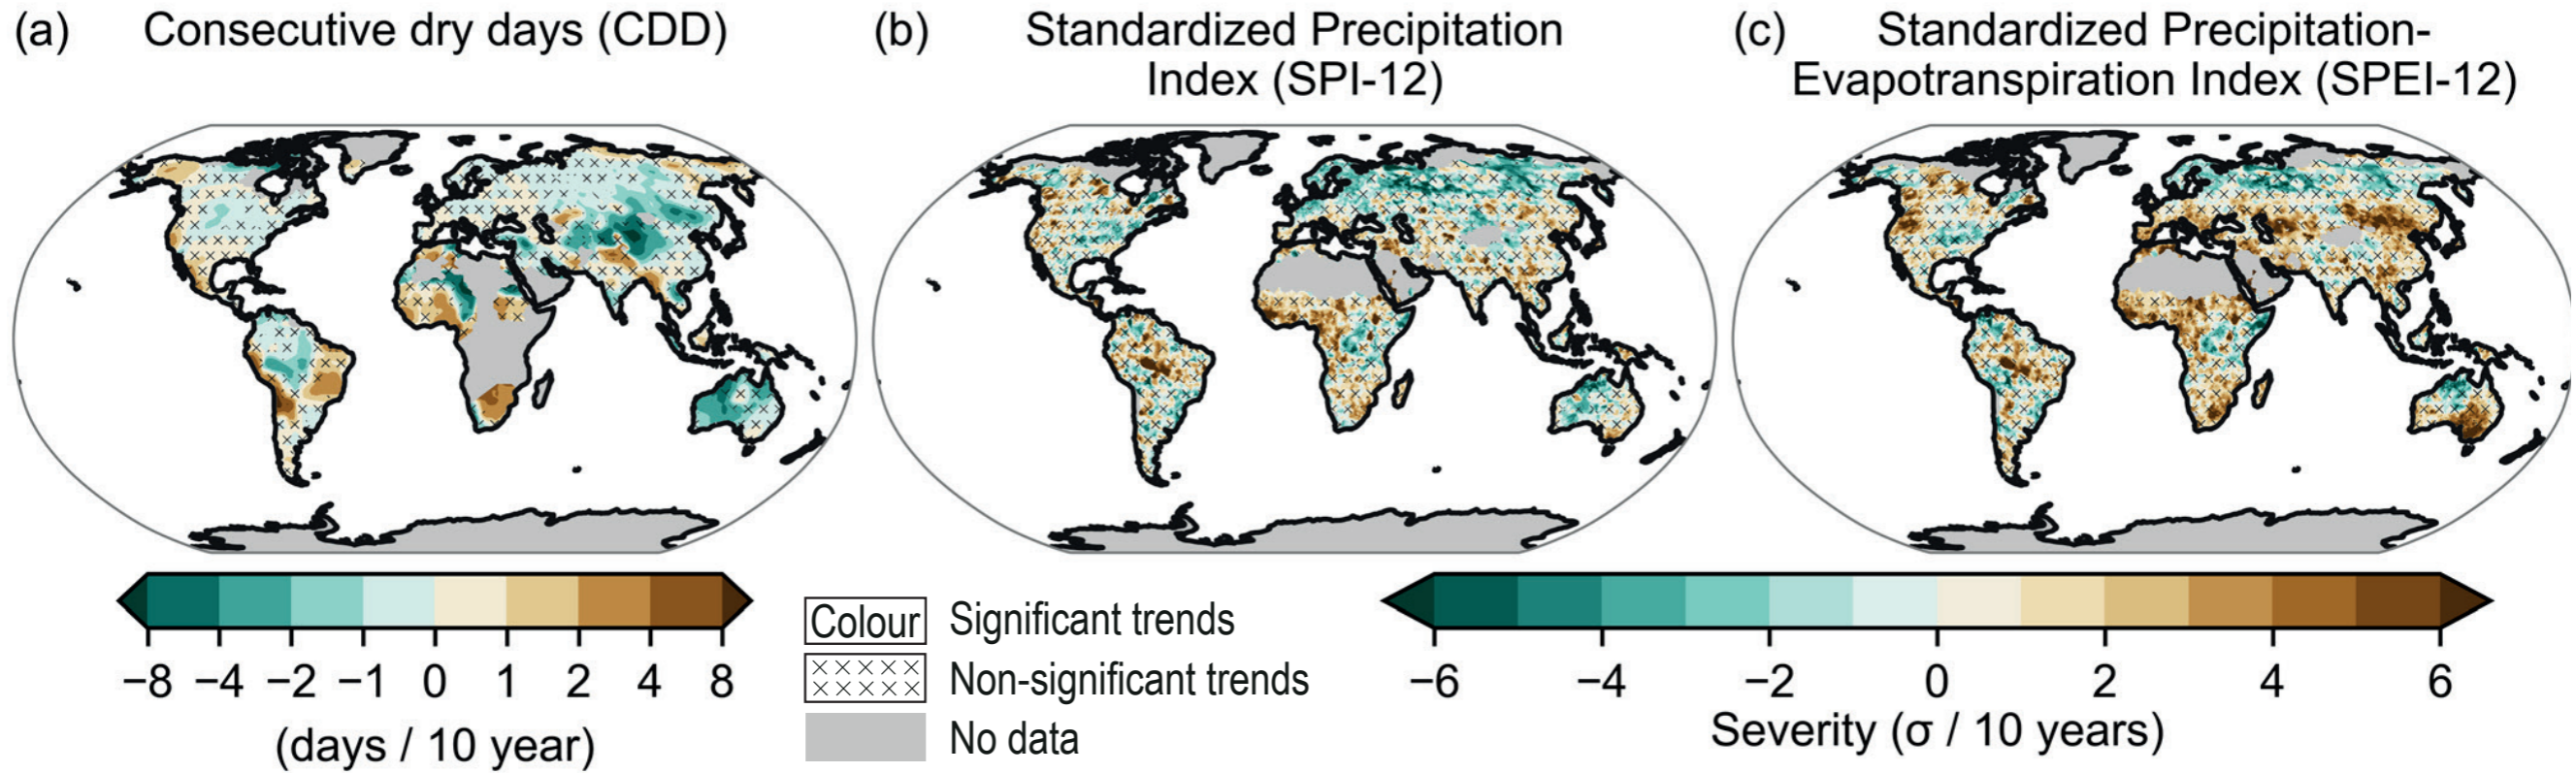 (a) Consecutive dry days (CDD)
(b) Standardized Precipitation
Index (SPI-12)
(c) Standardized Precipitation-
Evapotranspiration Index (SPEI-12)
−8 −4 −2 −1 0 1 2 4 8
(days / 10 year)
Colour Significant trends
Non-significant trends
No data
−6 −4 −2 0 2 4 6
Severity (σ / 10 years)